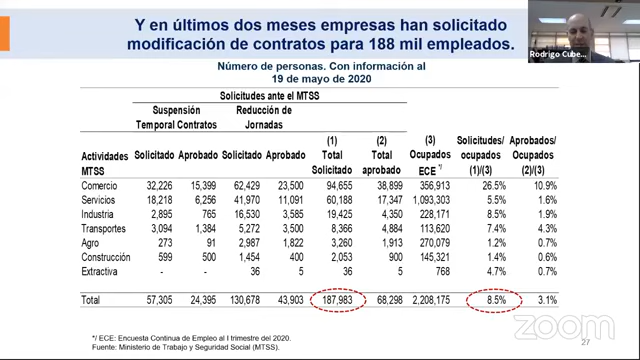 Y en últimos dos meses empresas han solicitado
modificación de contratos para 188 mil empleados.
Número de personas. Con información al
19 de mayo de 2020
Rodrigo Cube...
Solicitudes ante el MTSS
Suspensión Reducción de
Temporal Contratos Jornadas (1) (2) (3) Solicitudes/ Aprobados/
Actividades Total Total Ocupados ocupados Ocupados
MTSS Solicitado Aprobado Solicitado Aprobado Solicitado aprobado ECE */ (1)/(3) (2)/(3)
Comercio 32,226 15,399 62,429 23,500 94,655 38,899 356,913 26.5% 10.9%
Servicios 18,218 6,256 41,970 11,091 60,188 17,347 1,093,303 5.5% 1.6%
Industria 2,895 765 16,530 3,585 19,425 4,350 228,171 8.5% 1.9%
Transportes 3,094 1,384 5,272 3,500 8,366 4,884 113,620 7.4% 4.3%
Agro 273 91 2,987 1,822 3,260 1,913 270,079 1.2% 0.7%
Construcción 599 500 1,454 400 2,053 900 145,321 1.4% 0.6%
Extractiva - - 36 5 36 5 768 4.7% 0.7%
Total 57,305 24,395 130,678 43,903 187,983 68,298 2,208,175 8.5% 3.1%
*/ ECE: Encuesta Continua de Empleo al I trimestre del 2020.
Fuente: Ministerio de Trabajo y Seguridad Social (MTSS).
zoom
27